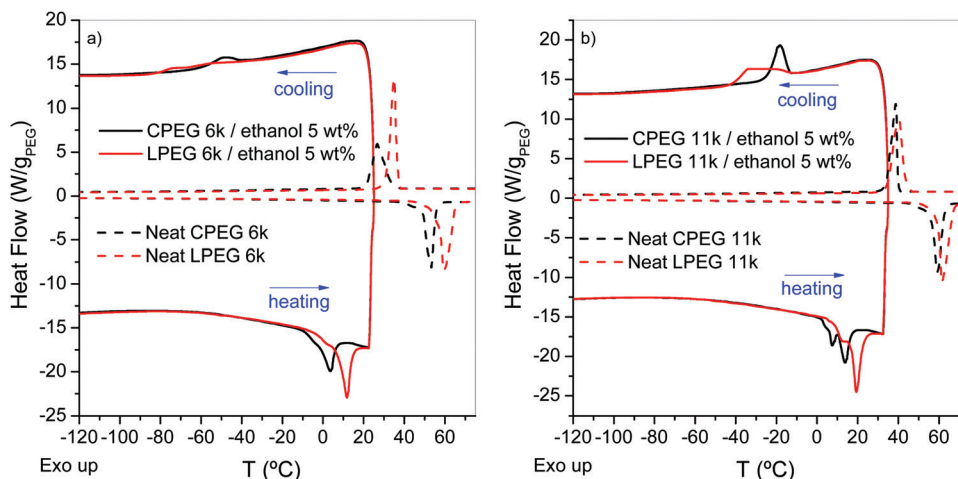 a)
Heat Flow (W/g_PEG)
25
20
15
10
5
0
-5
-10
-15
-20
-25
cooling
CPEG 6k / ethanol 5 wt%
LPEG 6k / ethanol 5 wt%
Neat CPEG 6k
Neat LPEG 6k
heating
-120 -100 -80 -60 -40 -20 0 20 40 60
Exo up
T (ºC)
b)
Heat Flow (W/g_PEG)
25
20
15
10
5
0
-5
-10
-15
-20
-25
cooling
CPEG 11k / ethanol 5 wt%
LPEG 11k / ethanol 5 wt%
Neat CPEG 11k
Neat LPEG 11k
heating
-120 -100 -80 -60 -40 -20 0 20 40 60
Exo up
T (ºC)